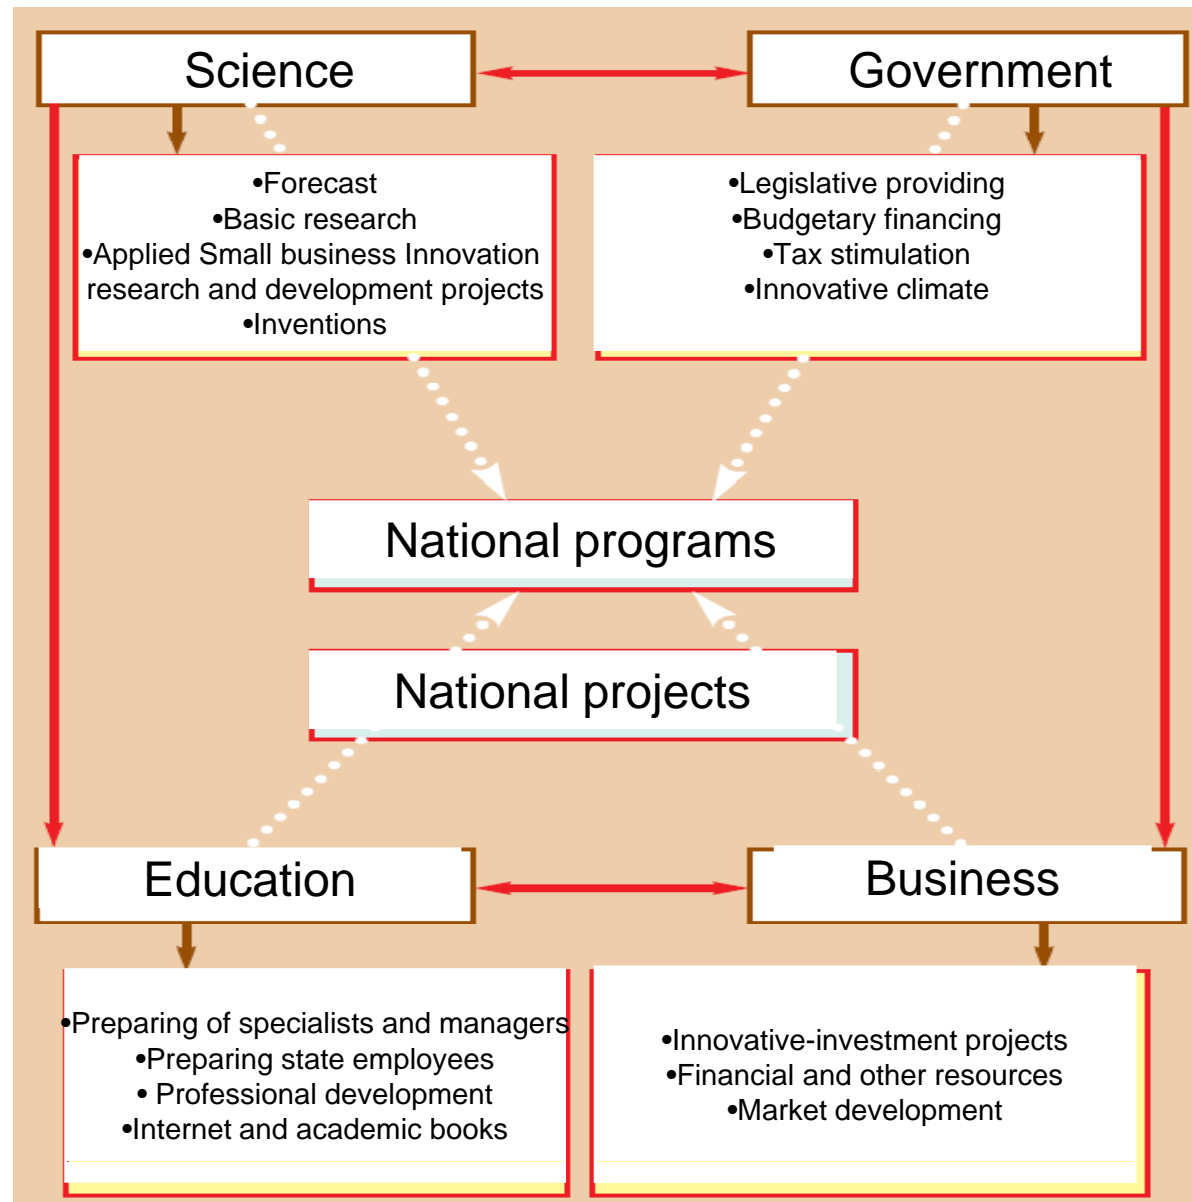 Science
Government
•Forecast
•Basic research
•Applied Small business Innovation
research and development projects
•Inventions
•Legislative providing
•Budgetary financing
•Tax stimulation
•Innovative climate
National programs
National projects
Education
Business
•Preparing of specialists and managers
•Preparing state employees
• Professional development
•Internet and academic books
•Innovative-investment projects
•Financial and other resources
•Market development